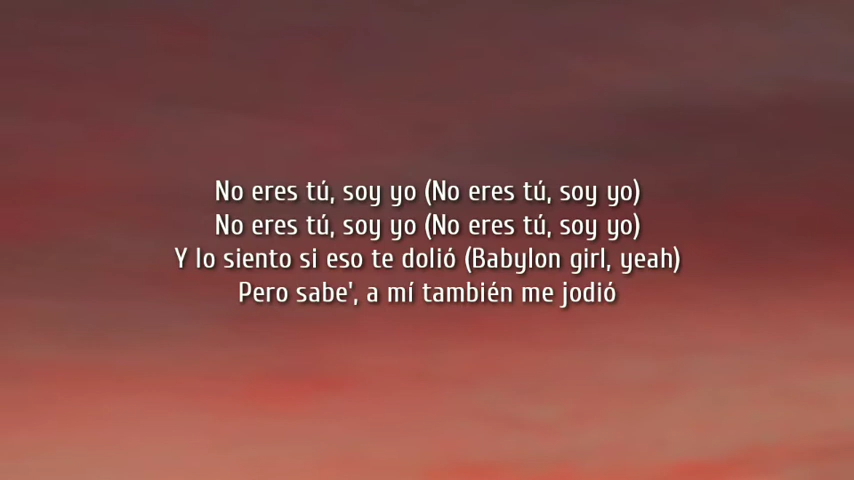 No eres tú, soy yo (No eres tú, soy yo)
No eres tú, soy yo (No eres tú, soy yo)
Y lo siento si eso te dolió (Babylon girl, yeah)
Pero sabe', a mí también me jodió